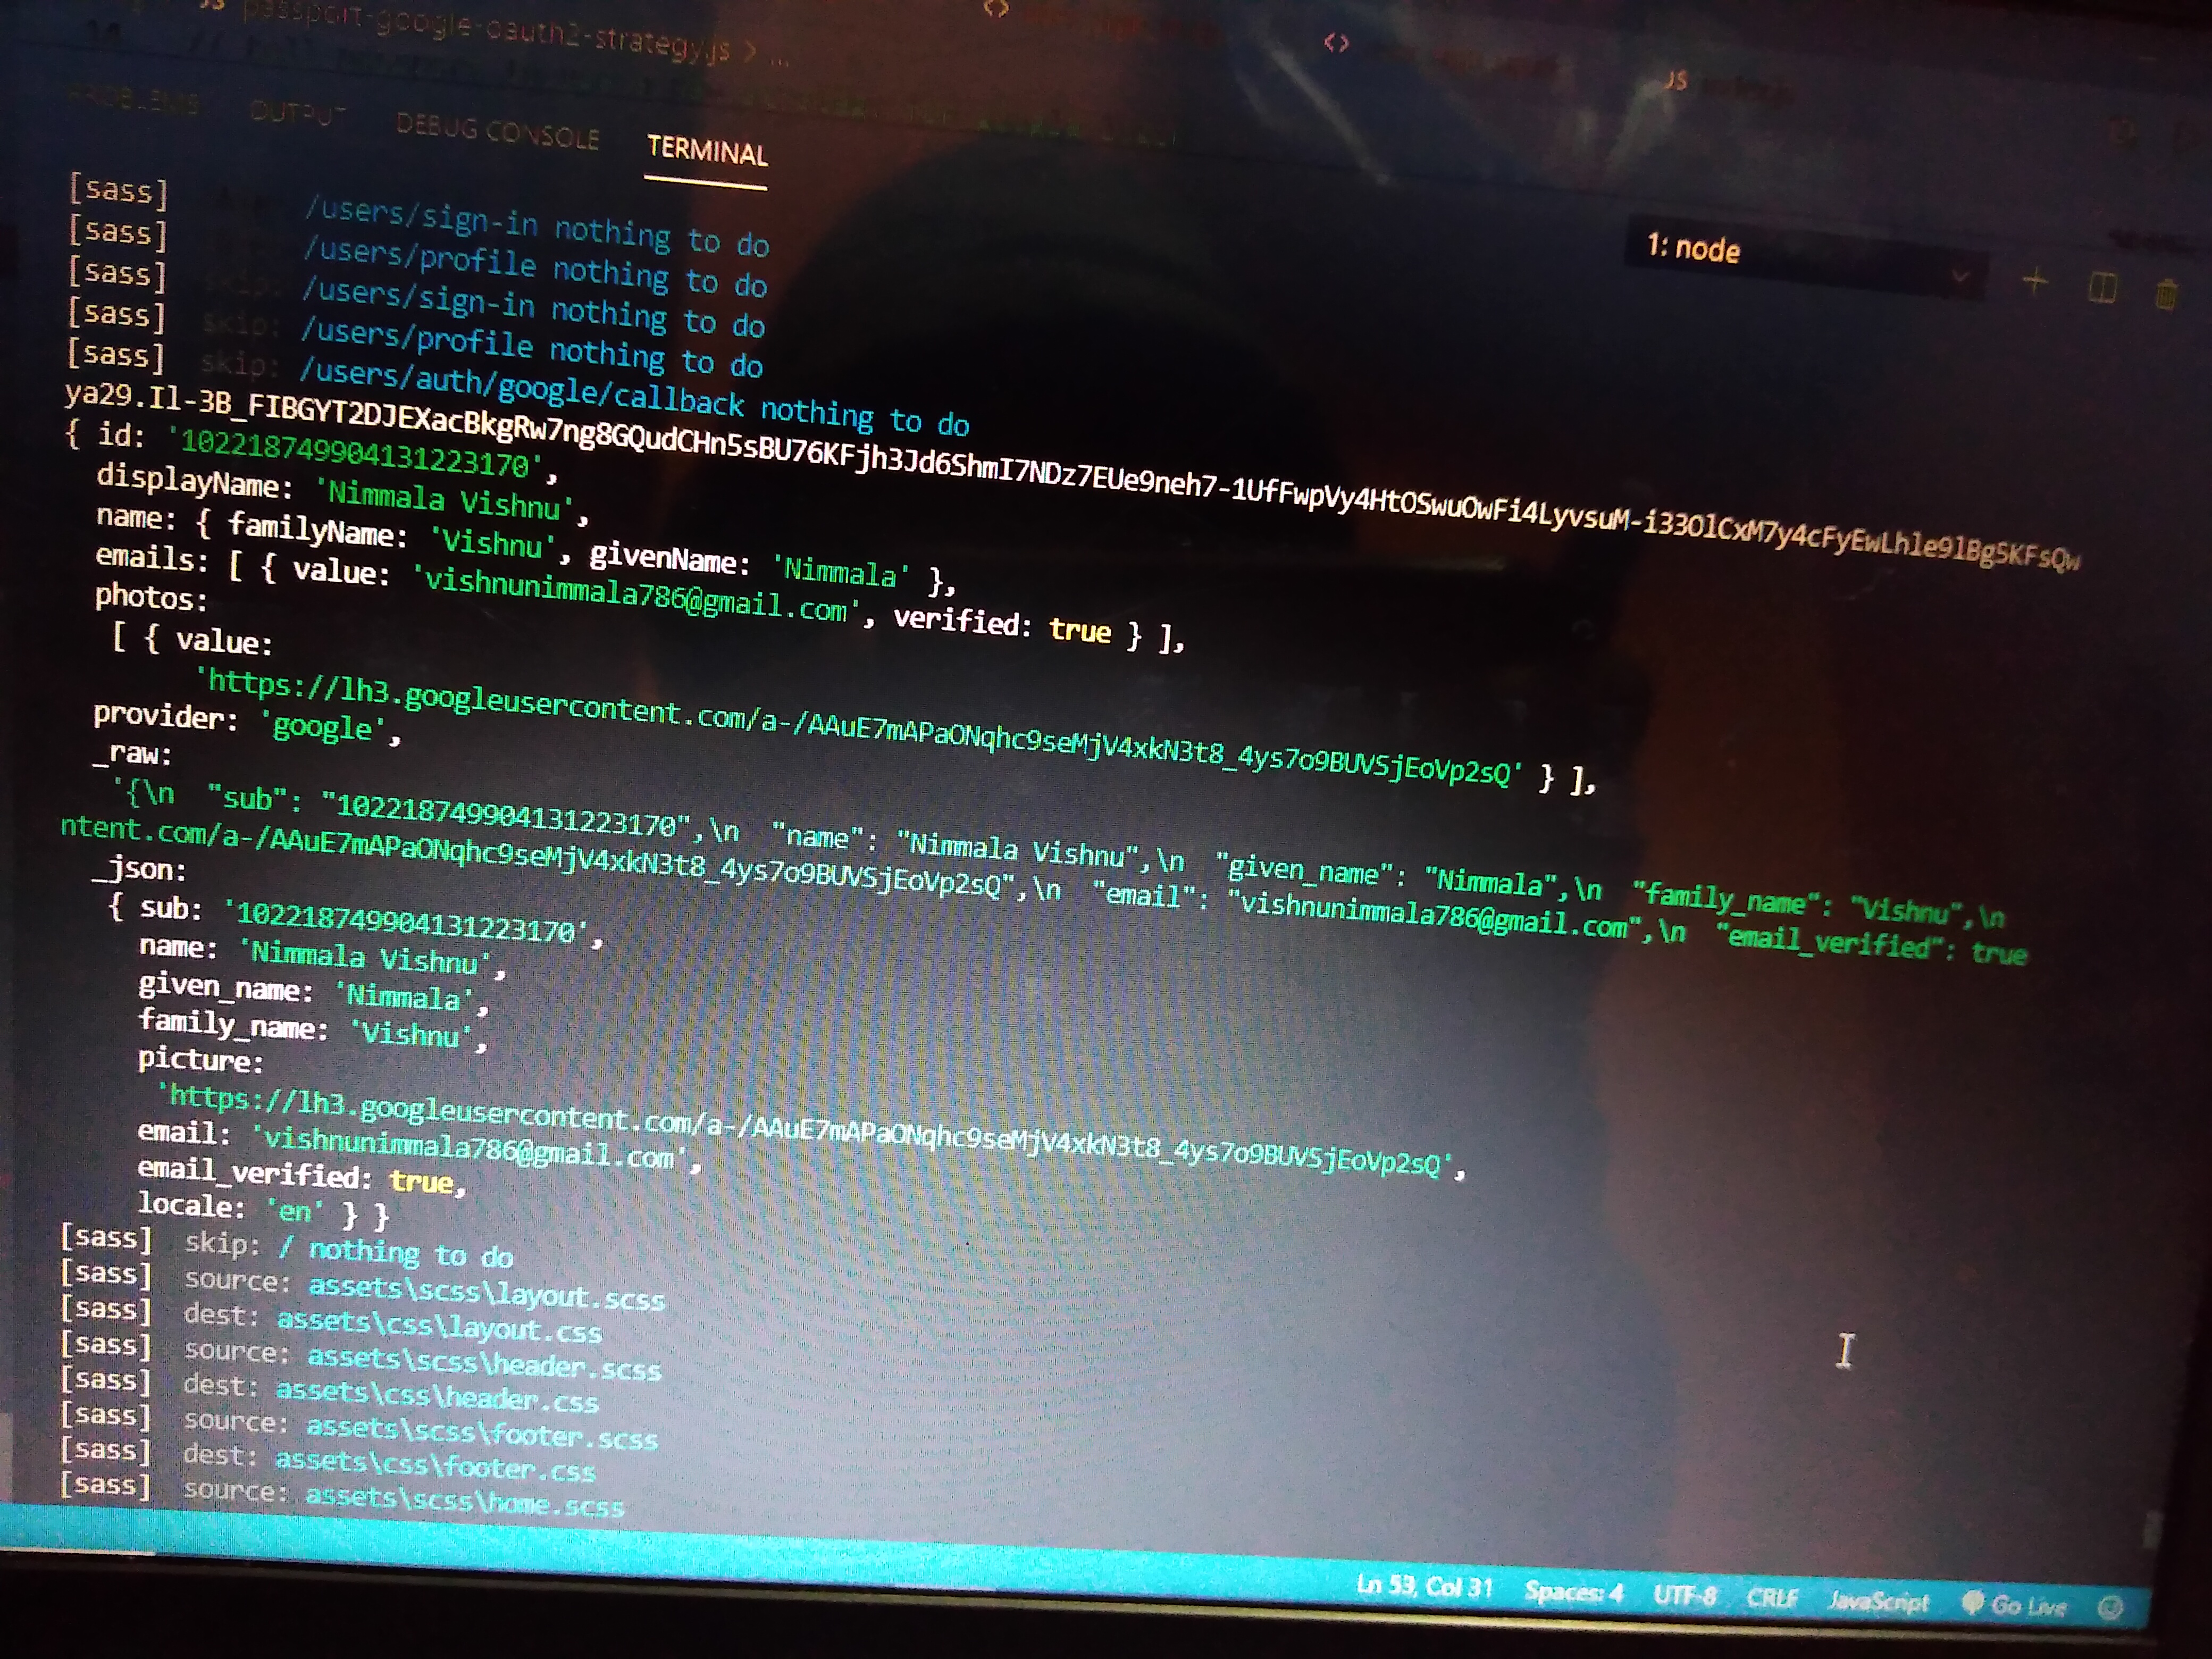 passport-google-oauth2-strategy.js > ...
JS
PROBLEMS OUTPUT DEBUG CONSOLE TERMINAL
1: node
[sass] /users/sign-in nothing to do
[sass] /users/profile nothing to do
[sass] /users/sign-in nothing to do
[sass] skip: /users/profile nothing to do
[sass] skip: /users/auth/google/callback nothing to do
ya29.Il-3B_FIBGYT2DJEXacBkgRw7ng8GQudCHn5sBU76KFjh3Jd6ShmI7NDz7EUe9neh7-1UfFwpVy4HtOSwuOwFi4LyvsuM-i33OlCxM7y4cFyEwLhle9lBg5KFsQw
{ id: '102218749904131223170',
displayName: 'Nimmala Vishnu',
name: { familyName: 'Vishnu', givenName: 'Nimmala' },
emails: [ { value: 'vishnunimmala786@gmail.com', verified: true } ],
photos:
[ { value:
'https://lh3.googleusercontent.com/a-/AAuE7mAPaONqhc9seMjV4xkN3t8_4ys7o9BUVSjEoVp2sQ' } ],
provider: 'google',
_raw:
'{\n "sub": "102218749904131223170",\n "name": "Nimmala Vishnu",\n "given_name": "Nimmala",\n "family_name": "Vishnu",\n
ntent.com/a-/AAuE7mAPaONqhc9seMjV4xkN3t8_4ys7o9BUVSjEoVp2sQ",\n "email": "vishnunimmala786@gmail.com",\n "email_verified": true
_json:
{ sub: '102218749904131223170',
name: 'Nimmala Vishnu',
given_name: 'Nimmala',
family_name: 'Vishnu',
picture:
'https://lh3.googleusercontent.com/a-/AAuE7mAPaONqhc9seMjV4xkN3t8_4ys7o9BUVSjEoVp2sQ',
email: 'vishnunimmala786@gmail.com',
email_verified: true,
locale: 'en' } }
[sass] skip: / nothing to do
[sass] source: assets\scss\layout.scss
[sass] dest: assets\css\layout.css
[sass] source: assets\scss\header.scss
[sass] dest: assets\css\header.css
[sass] source: assets\scss\footer.scss
[sass] dest: assets\css\footer.css
[sass] source: assets\scss\home.scss
Ln 53, Col 31 Spaces: 4 UTF-8 CRLF JavaScript Go Live